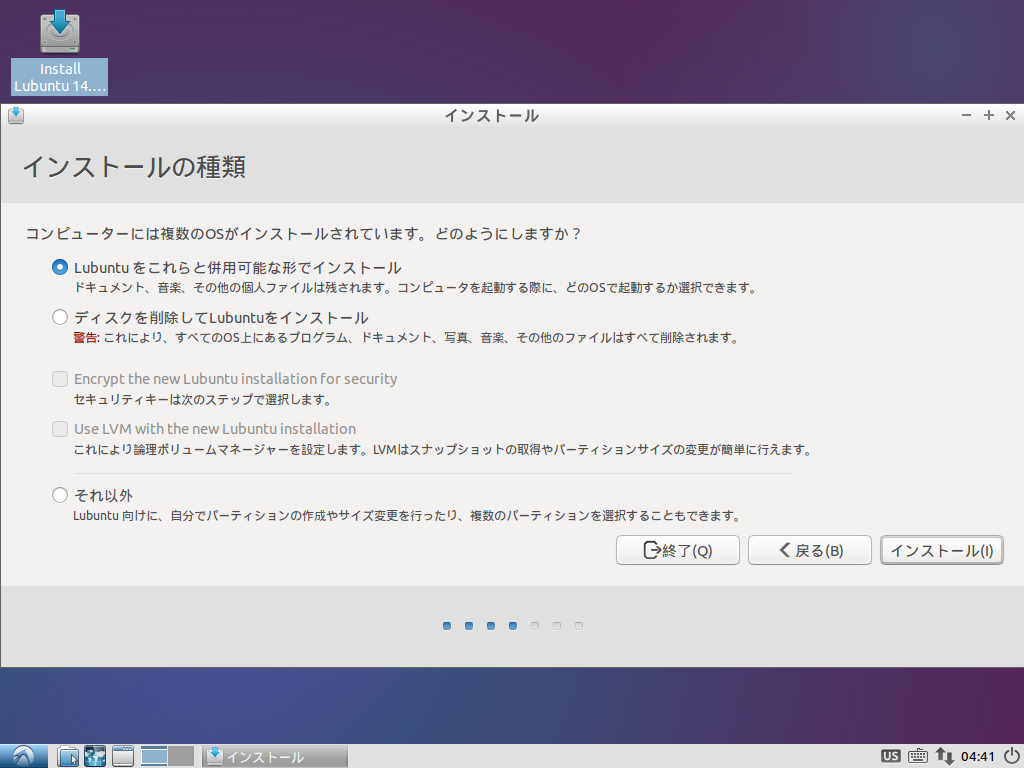 Install
Lubuntu 14....
インストール
インストールの種類
コンピューターには複数のOSがインストールされています。どのようにしますか？
Lubuntu をこれらと併用可能な形でインストール
ドキュメント、音楽、その他の個人ファイルは残されます。コンピュータを起動する際に、どのOSで起動するか選択できます。
ディスクを削除してLubuntuをインストール
警告: これにより、すべてのOS上にあるプログラム、ドキュメント、写真、音楽、その他のファイルはすべて削除されます。
Encrypt the new Lubuntu installation for security
セキュリティキーは次のステップで選択します。
Use LVM with the new Lubuntu installation
これにより論理ボリュームマネージャーを設定します。LVMはスナップショットの取得やパーティションサイズの変更が簡単に行えます。
それ以外
Lubuntu 向けに、自分でパーティションの作成やサイズ変更を行ったり、複数のパーティションを選択することもできます。
終了(Q) 戻る(B) インストール(I)
インストール US 04:41